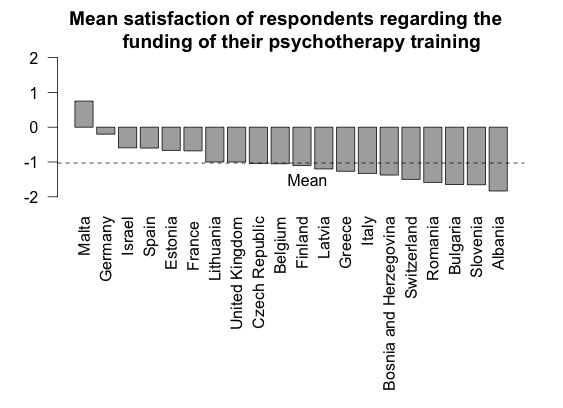 Mean satisfaction of respondents regarding the
funding of their psychotherapy training
2
1
0
-1
-2
Mean
Malta
Germany
Israel
Spain
Estonia
France
Lithuania
United Kingdom
Czech Republic
Belgium
Finland
Latvia
Greece
Italy
Bosnia and Herzegovina
Switzerland
Romania
Bulgaria
Slovenia
Albania